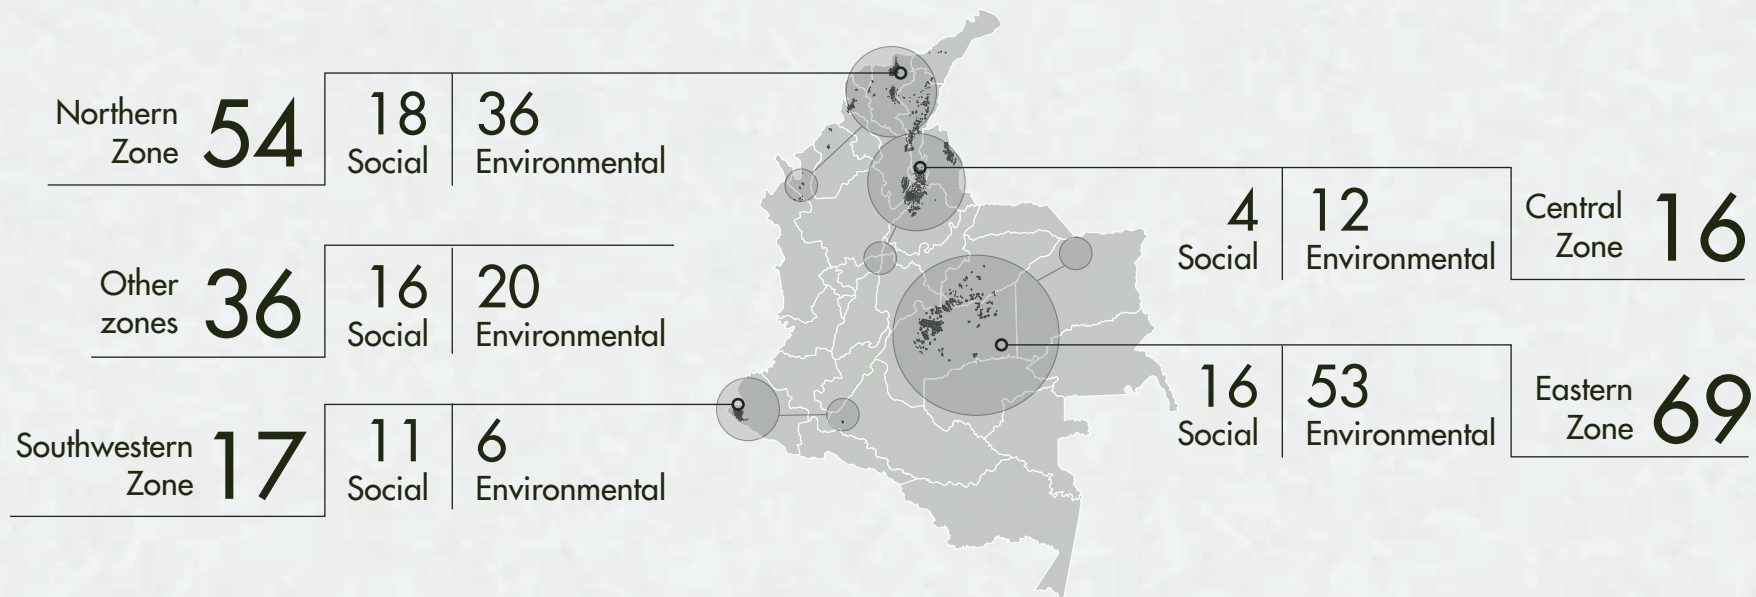 Northern
Zone
54
18
Social
36
Environmental
Other
zones
36
16
Social
20
Environmental
Southwestern
Zone
17
11
Social
6
Environmental
4
Social
12
Environmental
Central
Zone
16
16
Social
53
Environmental
Eastern
Zone
69